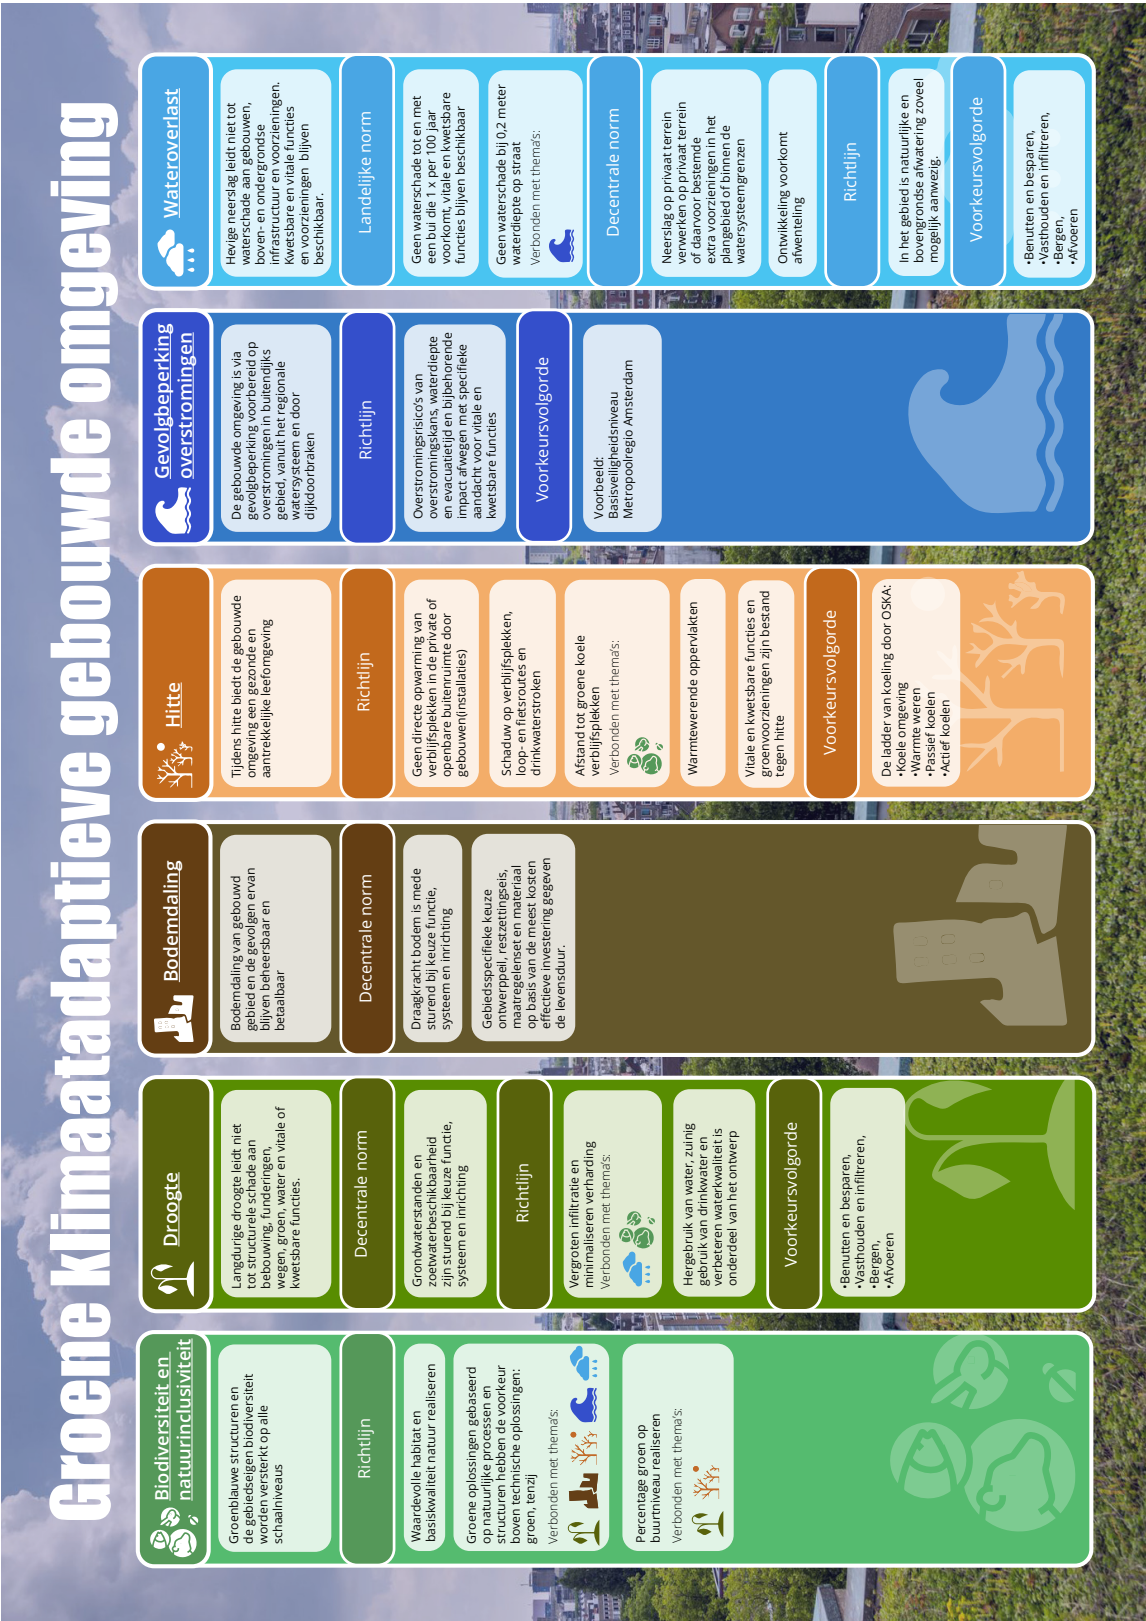 Groene klimaatadaptieve gebouwde omgeving
Biodiversiteit en
natuurinclusiviteit
Groenblauwe structuren en
de gebiedseigen biodiversiteit
worden versterkt op alle
schaalniveaus
Richtlijn
Waardevolle habitat en
basiskwaliteit natuur realiseren
Groene oplossingen gebaseerd
op natuurlijke processen en
structuren hebben de voorkeur
boven technische oplossingen:
groen, tenzij
Verbonden met thema's:
Percentage groen op
buurtniveau realiseren
Verbonden met thema's:
Droogte
Langdurige droogte leidt niet
tot structurele schade aan
bebouwing, funderingen,
wegen, groen, water en vitale of
kwetsbare functies.
Decentrale norm
Grondwaterstanden en
zoetwaterbeschikbaarheid
zijn sturend bij keuze functie,
systeem en inrichting
Richtlijn
Vergroten infiltratie en
minimaliseren verharding
Verbonden met thema's:
Hergebruik van water, zuinig
gebruik van drinkwater en
verbeteren waterkwaliteit is
onderdeel van het ontwerp
Voorkeursvolgorde
•Benutten en besparen,
•Vasthouden en infiltreren,
•Bergen,
•Afvoeren
Bodemdaling
Bodemdaling van gebouwd
gebied en de gevolgen ervan
blijven beheersbaar en
betaalbaar
Decentrale norm
Draagkracht bodem is mede
sturend bij keuze functie,
systeem en inrichting
Gebiedsspecifieke keuze
ontwerppeil, restzettingseis,
maatregelenset en materiaal
op basis van de meest kosten
effectieve investering gegeven
de levensduur.
Hitte
Tijdens hitte biedt de gebouwde
omgeving een gezonde en
aantrekkelijke leefomgeving
Richtlijn
Geen directe opwarming van
verblijfsplekken in de private of
openbare buitenruimte door
gebouwen(installaties)
Schaduw op verblijfsplekken,
loop- en fietsroutes en
drinkwaterstroken
Afstand tot groene koele
verblijfsplekken
Verbonden met thema's:
Warmtewerende oppervlakten
Vitale en kwetsbare functies en
groenvoorzieningen zijn bestand
tegen hitte
Voorkeursvolgorde
De ladder van koeling door OSKA:
•Koele omgeving
•Warmte weren
•Passief koelen
•Actief koelen
Gevolgbeperking
overstromingen
De gebouwde omgeving is via
gevolgbeperking voorbereid op
overstromingen in buitendijks
gebied, vanuit het regionale
watersysteem en door
dijkdoorbraken
Richtlijn
Overstromingsrisico's van
overstromingskans, waterdiepte
en evacuatietijd en bijbehorende
impact afwegen met specifieke
aandacht voor vitale en
kwetsbare functies
Voorkeursvolgorde
Voorbeeld:
Basisveiligheidsniveau
Metropoolregio Amsterdam
Wateroverlast
Hevige neerslag leidt niet tot
waterschade aan gebouwen,
boven- en ondergrondse
infrastructuur en voorzieningen.
Kwetsbare en vitale functies
en voorzieningen blijven
beschikbaar.
Landelijke norm
Geen waterschade tot en met
een bui die 1 x per 100 jaar
voorkomt, vitale en kwetsbare
functies blijven beschikbaar
Geen waterschade bij 0,2 meter
waterdiepte op straat
Verbonden met thema's:
Decentrale norm
Neerslag op privaat terrein
verwerken op privaat terrein
of daarvoor bestemde
extra voorzieningen in het
plangebied of binnen de
watersysteemgrenzen
Ontwikkeling voorkomt
afwenteling
Richtlijn
In het gebied is natuurlijke en
bovengrondse afwatering zoveel
mogelijk aanwezig.
Voorkeursvolgorde
•Benutten en besparen,
•Vasthouden en infiltreren,
•Bergen,
•Afvoeren